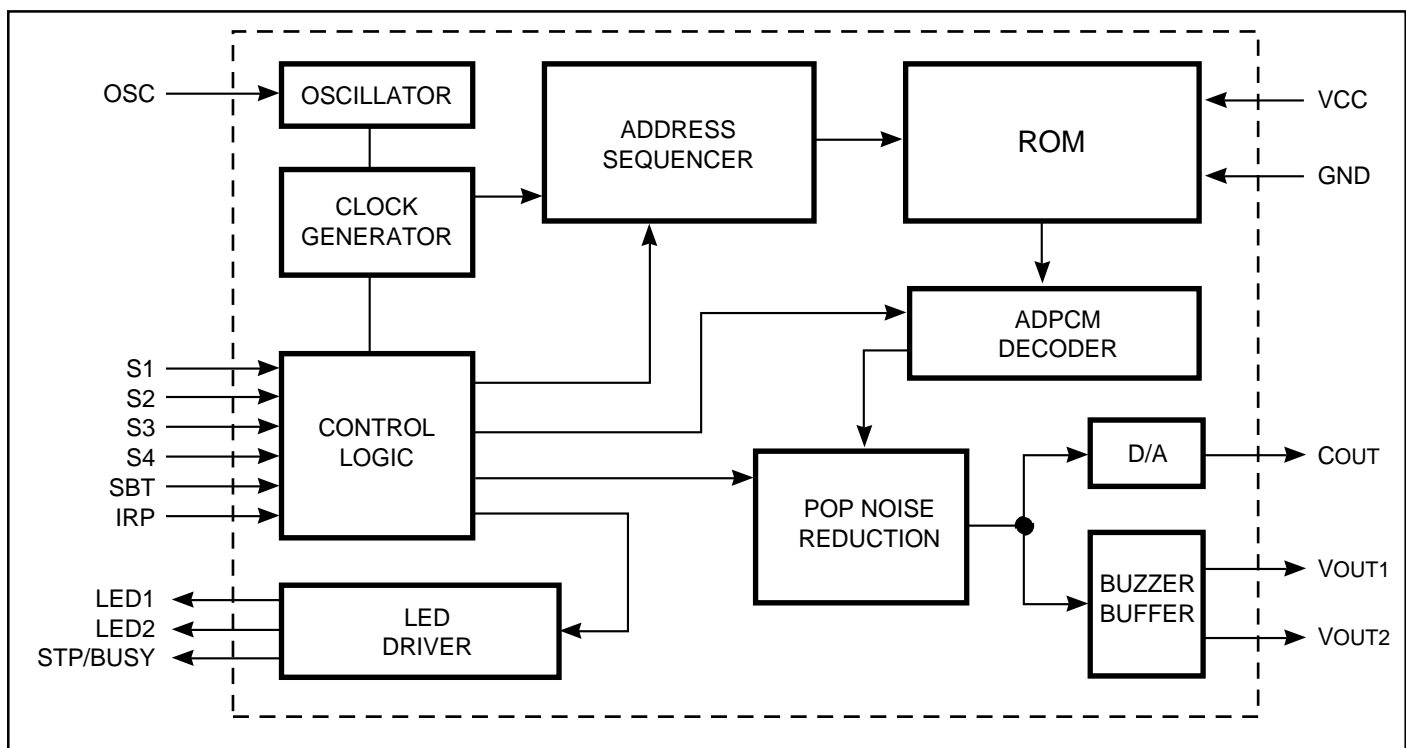 OSC
OSCILLATOR
ADDRESS
SEQUENCER
ROM
VCC
GND
CLOCK
GENERATOR
ADPCM
DECODER
S1
S2
S3
S4
SBT
IRP
CONTROL
LOGIC
POP NOISE
REDUCTION
D/A
COUT
BUZZER
BUFFER
VOUT1
VOUT2
LED1
LED2
STP/BUSY
LED
DRIVER